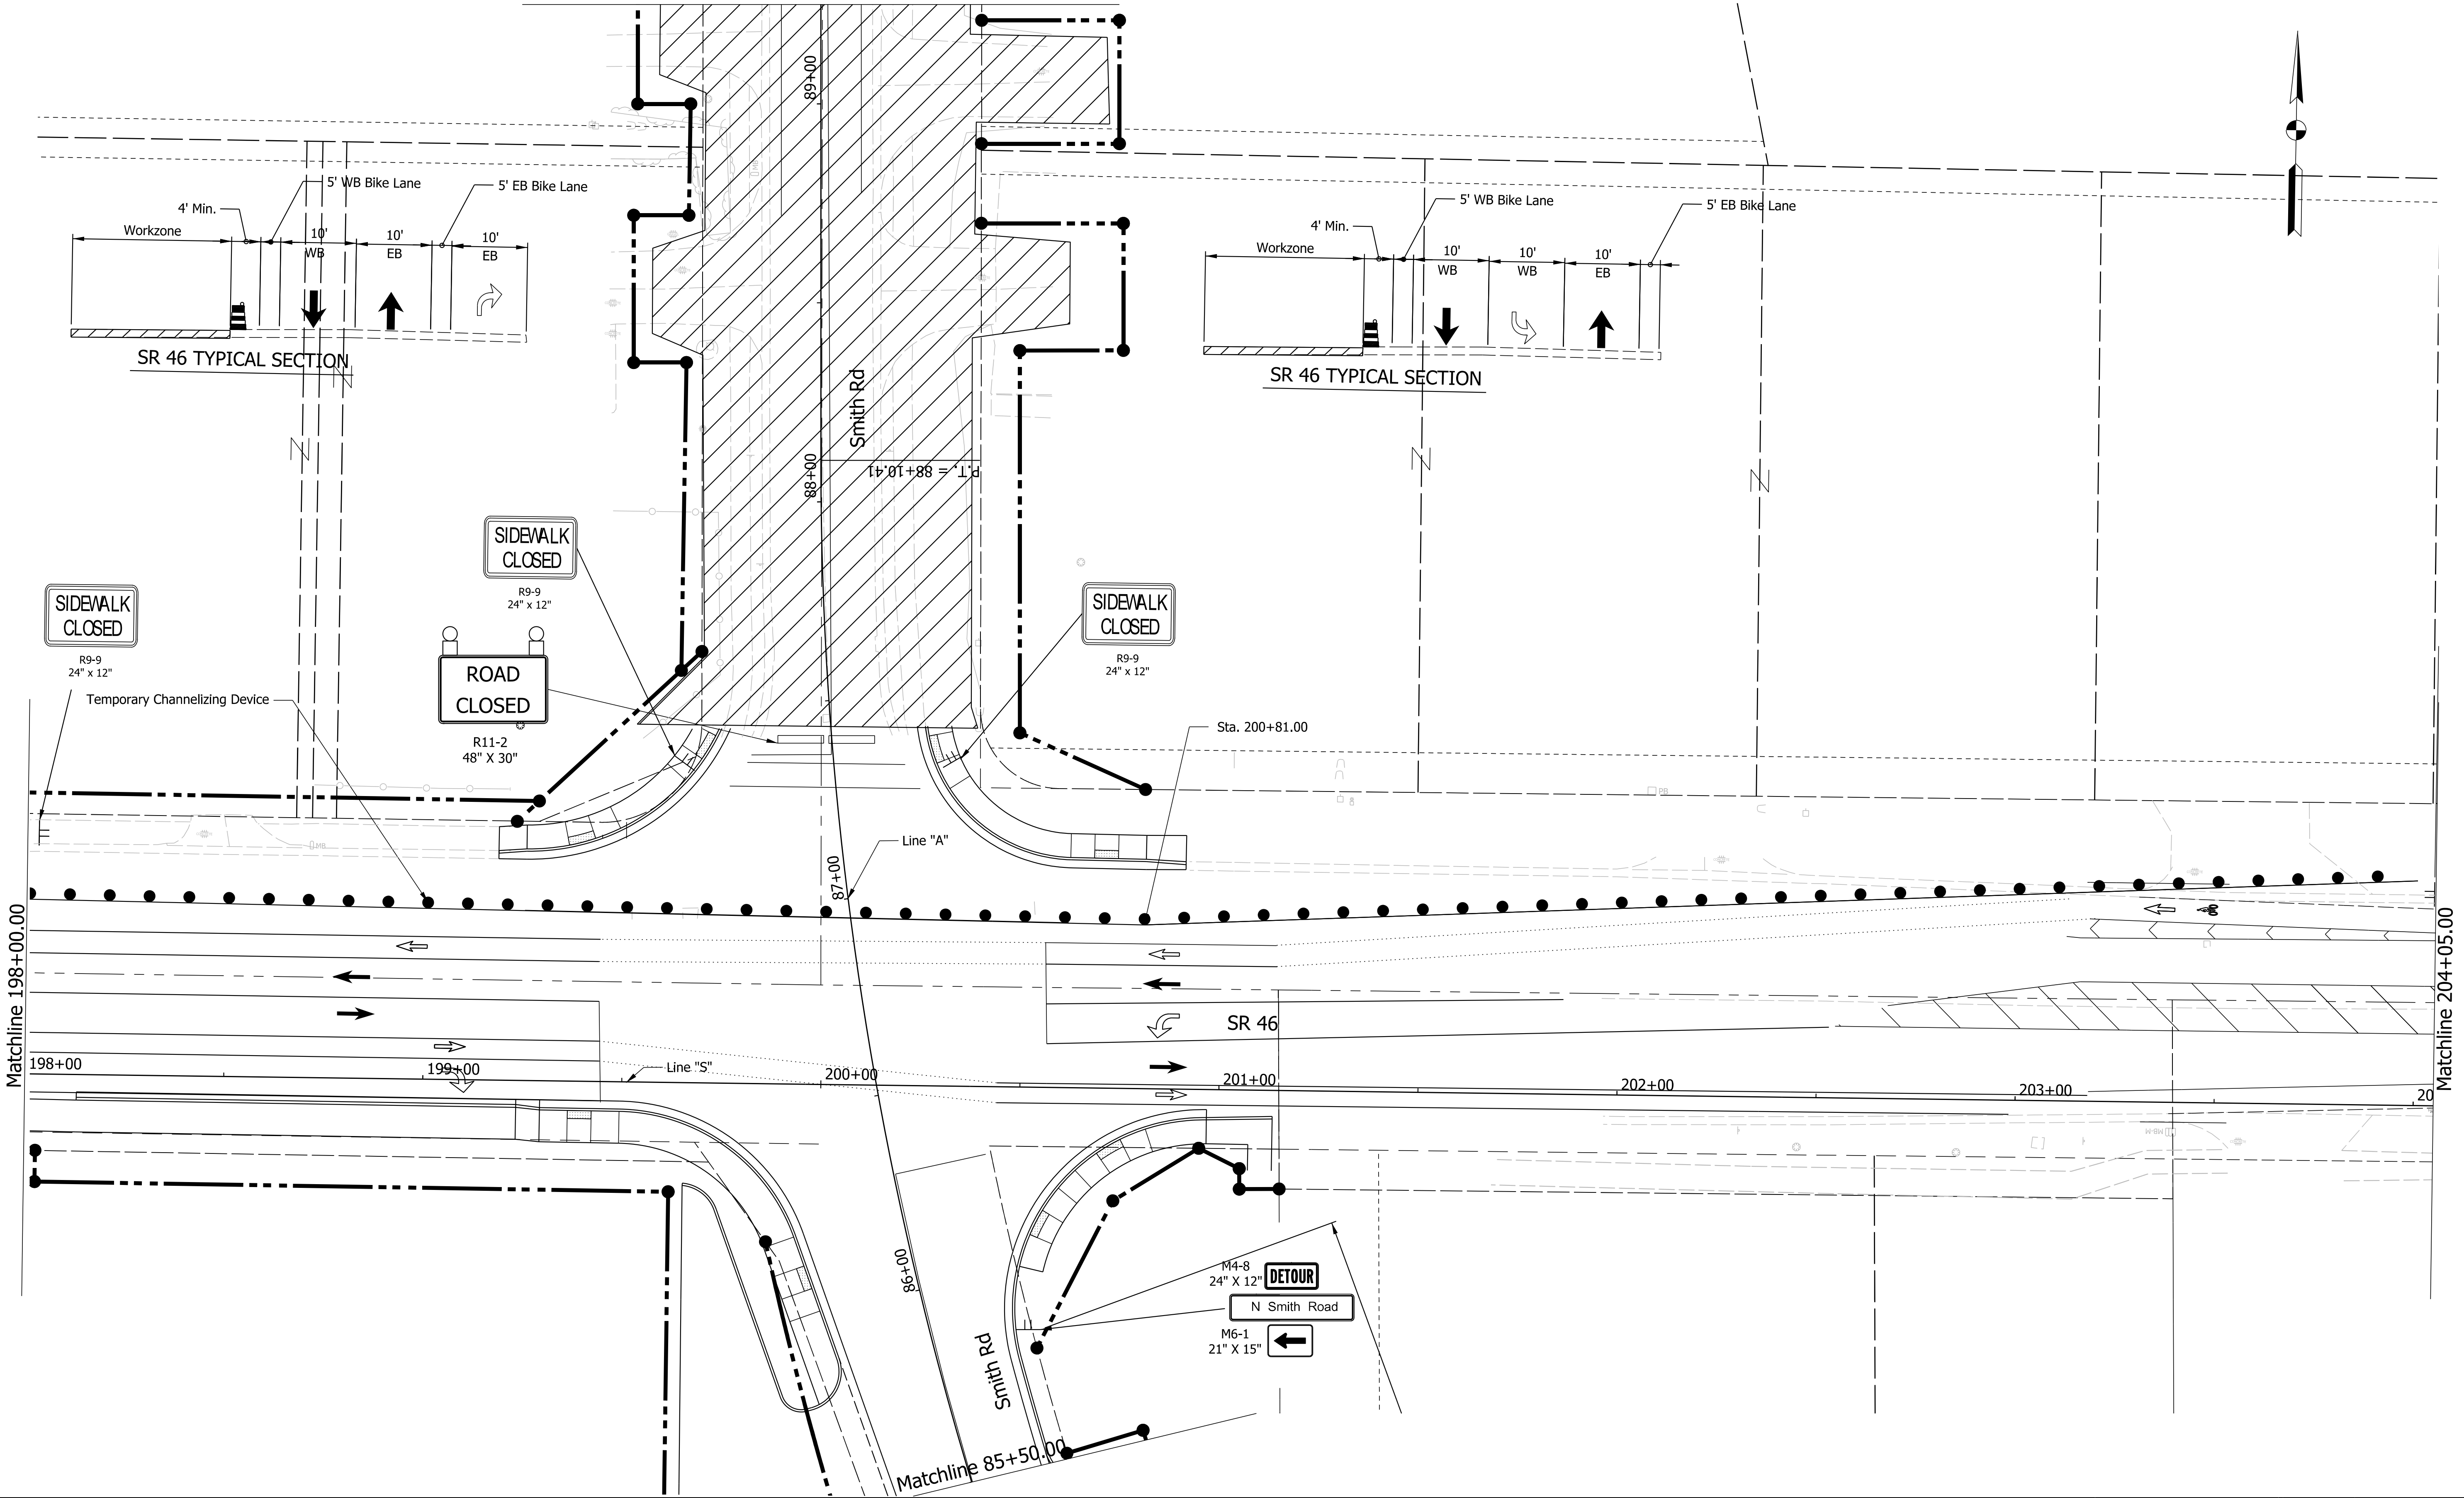 89+00
5' WB Bike Lane
5' EB Bike Lane
4' Min.
Workzone
10'
WB
10'
EB
10'
EB
SR 46 TYPICAL SECTION
5' WB Bike Lane
5' EB Bike Lane
4' Min.
Workzone
10'
WB
10'
WB
10'
EB
SR 46 TYPICAL SECTION
Smith Rd
88+00
P.T. = 88+10.41
SIDEWALK
CLOSED
R9-9
24" x 12"
SIDEWALK
CLOSED
R9-9
24" x 12"
SIDEWALK
CLOSED
R9-9
24" x 12"
ROAD
CLOSED
R11-2
48" X 30"
Temporary Channelizing Device
Sta. 200+81.00
PB
MB
MB
Line "A"
87+00
Matchline 198+00.00
Matchline 204+05.00
SR 46
198+00
199+00
Line "S"
200+00
201+00
202+00
203+00
20
MB-M
86+00
Smith Rd
M4-8
24" X 12"
DETOUR
N Smith Road
M6-1
21" X 15"
Matchline 85+50.00